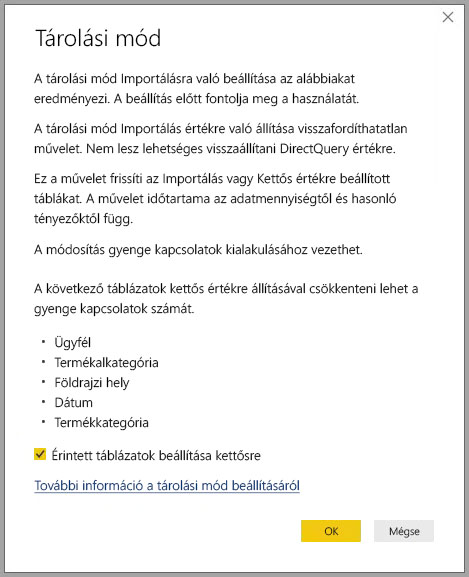 Tárolási mód
A tárolási mód Importálásra való beállítása az alábbiakat
eredményezi. A beállítás előtt fontolja meg a használatát.
A tárolási mód Importálás értékre való állítása visszafordíthatatlan
művelet. Nem lesz lehetséges visszaállítani DirectQuery értékre.
Ez a művelet frissíti az Importálás vagy Kettős értékre beállított
táblákat. A művelet időtartama az adatmennyiségtől és hasonló
tényezőktől függ.
A módosítás gyenge kapcsolatok kialakulásához vezethet.
A következő táblázatok kettős értékre állításával csökkenteni lehet a
gyenge kapcsolatok számát.
• Ügyfél
• Termékalkategória
• Földrajzi hely
• Dátum
• Termékkategória
Érintett táblázatok beállítása kettősre
További információ a tárolási mód beállításáról
OK Mégse